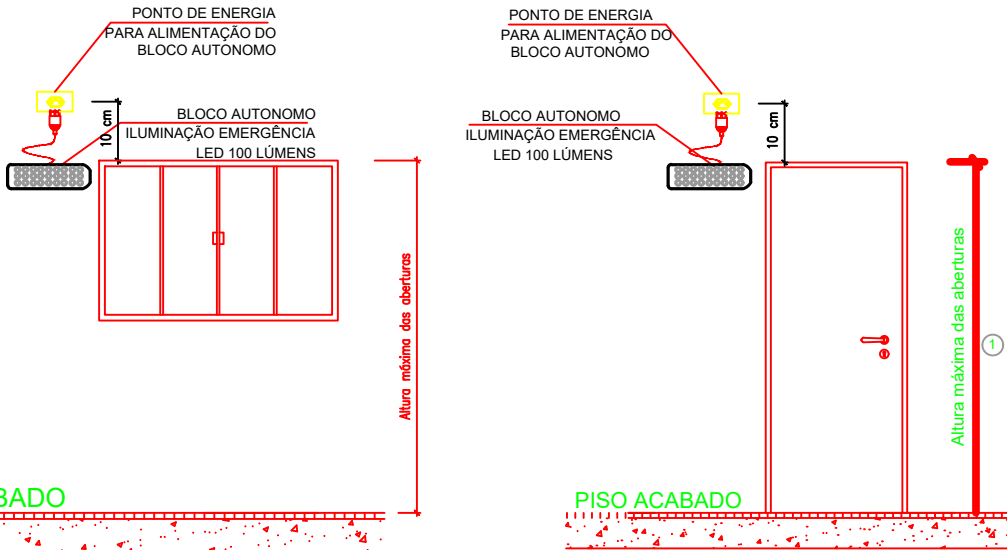 PONTO DE ENERGIA
PARA ALIMENTAÇÃO DO
BLOCO AUTONOMO
10 cm
BLOCO AUTONOMO
ILUMINAÇÃO EMERGÊNCIA
LED 100 LÚMENS
Altura máxima das aberturas
BADO
PONTO DE ENERGIA
PARA ALIMENTAÇÃO DO
BLOCO AUTONOMO
10 cm
BLOCO AUTONOMO
ILUMINAÇÃO EMERGÊNCIA
LED 100 LÚMENS
Altura máxima das aberturas
1
PISO ACABADO